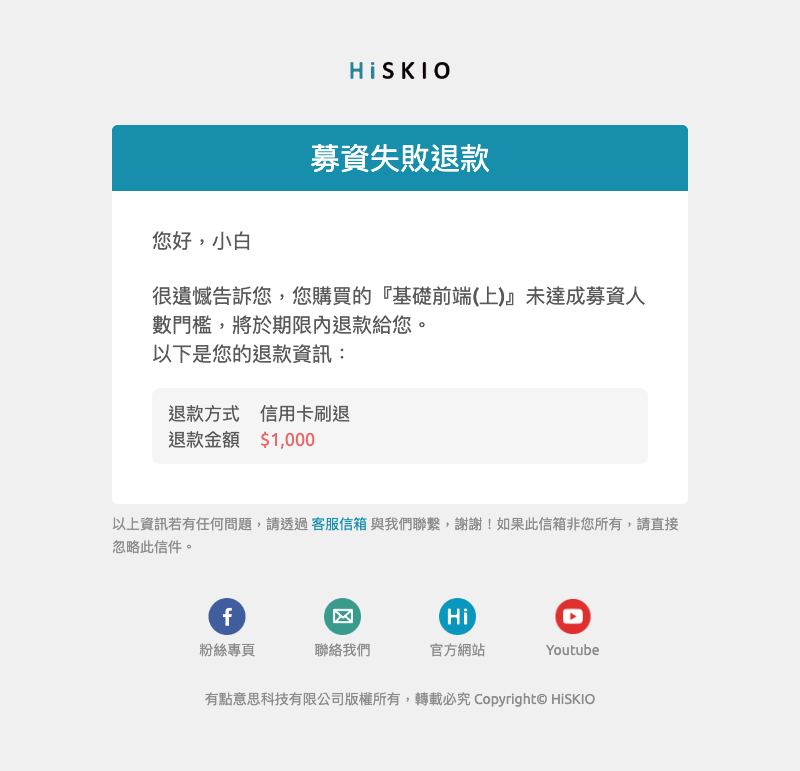 HiSKIO
募資失敗退款
您好，小白
很遺憾告訴您，您購買的『基礎前端(上)』未達成募資人
數門檻，將於期限內退款給您。
以下是您的退款資訊：
退款方式 信用卡刷退
退款金額 $1,000
以上資訊若有任何問題，請透過 客服信箱 與我們聯繫，謝謝！如果此信箱非您所有，請直接
忽略此信件。
f Hi
粉絲專頁 聯絡我們 官方網站 Youtube
有點意思科技有限公司版權所有，轉載必究 Copyright© HiSKIO